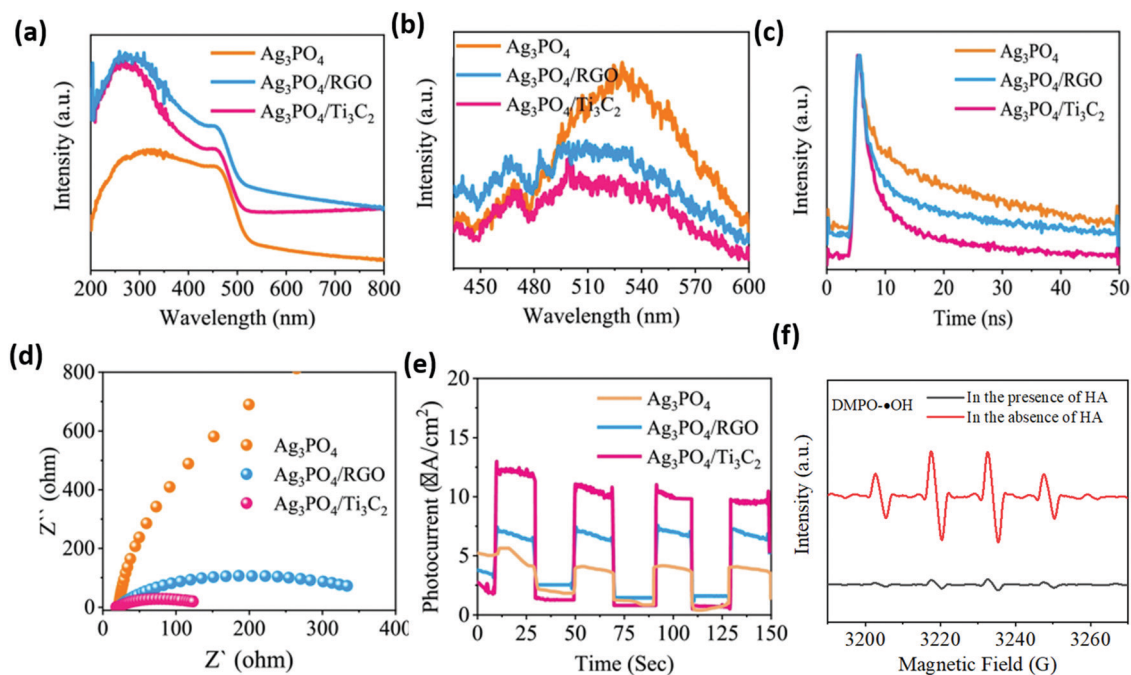 (a)
Ag₃PO₄
Ag₃PO₄/RGO
Ag₃PO₄/Ti₃C₂
Intensity (a.u.)
200 300 400 500 600 700 800
Wavelength (nm)
(b)
Ag₃PO₄
Ag₃PO₄/RGO
Ag₃PO₄/Ti₃C₂
Intensity (a.u.)
450 480 510 540 570 600
Wavelength (nm)
(c)
Ag₃PO₄
Ag₃PO₄/RGO
Ag₃PO₄/Ti₃C₂
Intensity (a.u.)
0 10 20 30 40 50
Time (ns)
(d)
800
600
400
200
0
Z`` (ohm)
Ag₃PO₄
Ag₃PO₄/RGO
Ag₃PO₄/Ti₃C₂
0 100 200 300 400
Z` (ohm)
(e)
20
15
10
5
0
Photocurrent (☒A/cm²)
Ag₃PO₄
Ag₃PO₄/RGO
Ag₃PO₄/Ti₃C₂
0 25 50 75 100 125 150
Time (Sec)
(f)
DMPO-●OH
In the presence of HA
In the absence of HA
Intensity (a.u.)
3200 3220 3240 3260
Magnetic Field (G)